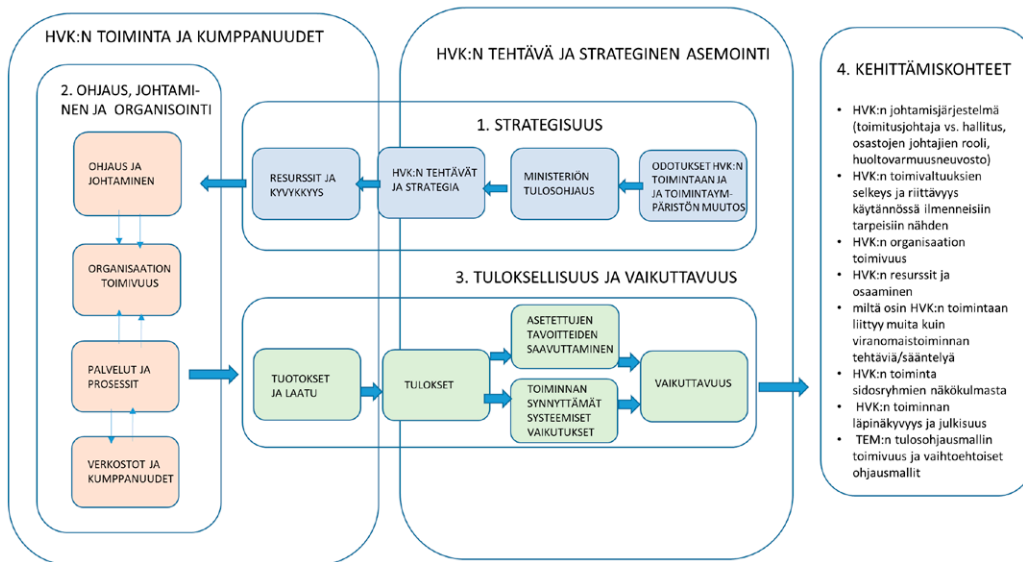 HVK:N TOIMINTA JA KUMPPANUUDET
HVK:N TEHTÄVÄ JA STRATEGINEN ASEMOINTI
2. OHJAUS, JOHTAMI-
NEN JA ORGANISOINTI
OHJAUS JA
JOHTAMINEN
ORGANISAATION
TOIMIVUUS
PALVELUT JA
PROSESSIT
VERKOSTOT JA
KUMPPANUUDET
1. STRATEGISUUS
RESURSSIT JA
KYVYKKYYS
HVK:N TEHTÄVÄT
JA STRATEGIA
MINISTERIÖN
TULOSOHJAUS
ODOTUKSET HVK:N
TOIMINTAAN JA
JA TOIMINTAYM-
PÄRISTÖN MUUTOS
3. TULOKSELLISUUS JA VAIKUTTAVUUS
TUOTOKSET
JA LAATU
TULOKSET
ASETETTUJEN
TAVOITTEIDEN
SAAVUTTAMINEN
TOIMINNAN
SYNNYTTÄMÄT
SYSTEEMISET
VAIKUTUKSET
VAIKUTTAVUUS
4. KEHITTÄMISKOHTEET
• HVK:n johtamisjärjestelmä
(toimitusjohtaja vs. hallitus,
osastojen johtajien rooli,
huoltovarmuusneuvosto)
• HVK:n toimivaltuuksien
selkeys ja riittävyys
käytännössä ilmenneisiin
tarpeisiin nähden
• HVK:n organisaation
toimivuus
• HVK:n resurssit ja
osaaminen
• miltä osin HVK:n toimintaan
liittyy muita kuin
viranomaistoiminnan
tehtäviä/sääntelyä
• HVK:n toiminta
sidosryhmien näkökulmasta
• HVK:n toiminnan
läpinäkyvyys ja julkisuus
• TEM:n tulosohjausmallin
toimivuus ja vaihtoehtoiset
ohjausmallit